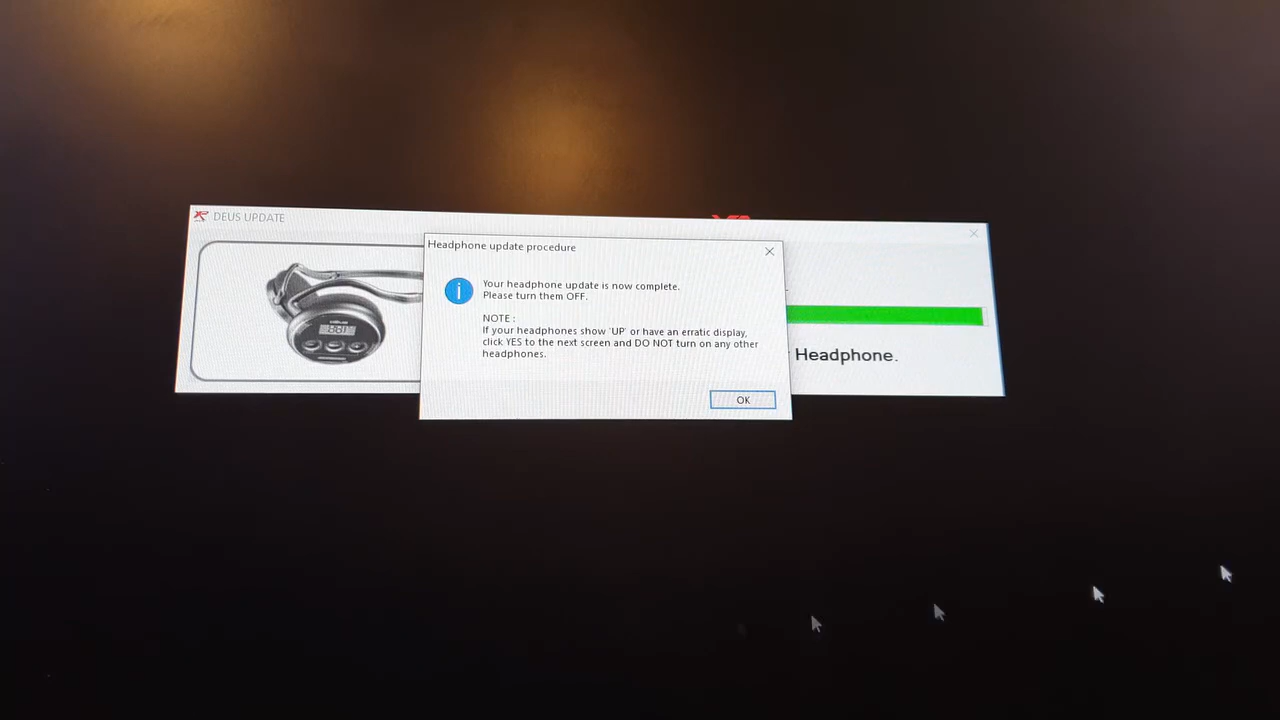 DEUS UPDATE
Headphone update procedure
Your headphone update is now complete.
Please turn them OFF.
NOTE :
If your headphones show 'UP' or have an erratic display,
click YES to the next screen and DO NOT turn on any other
headphones.
Headphone.
OK